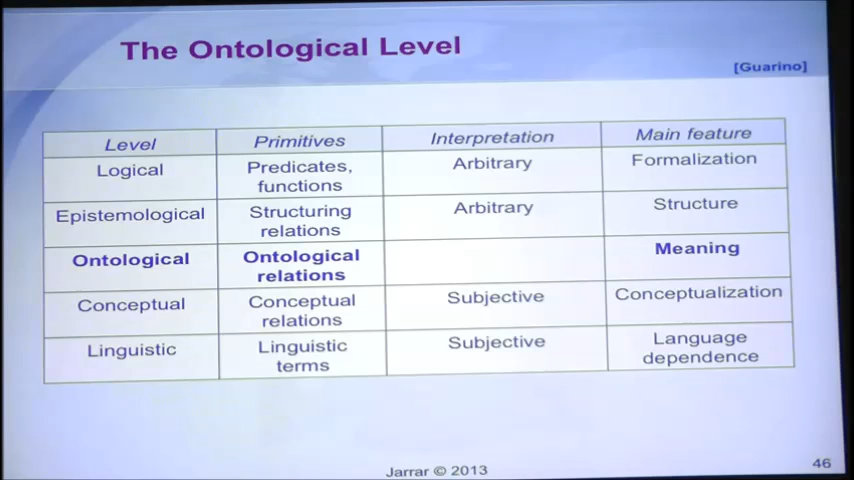 The Ontological Level
[Guarino]
Level Primitives Interpretation Main feature
Logical Predicates, functions Arbitrary Formalization
Epistemological Structuring relations Arbitrary Structure
Ontological Ontological relations Meaning
Conceptual Conceptual relations Subjective Conceptualization
Linguistic Linguistic terms Subjective Language dependence
Jarrar © 2013
46